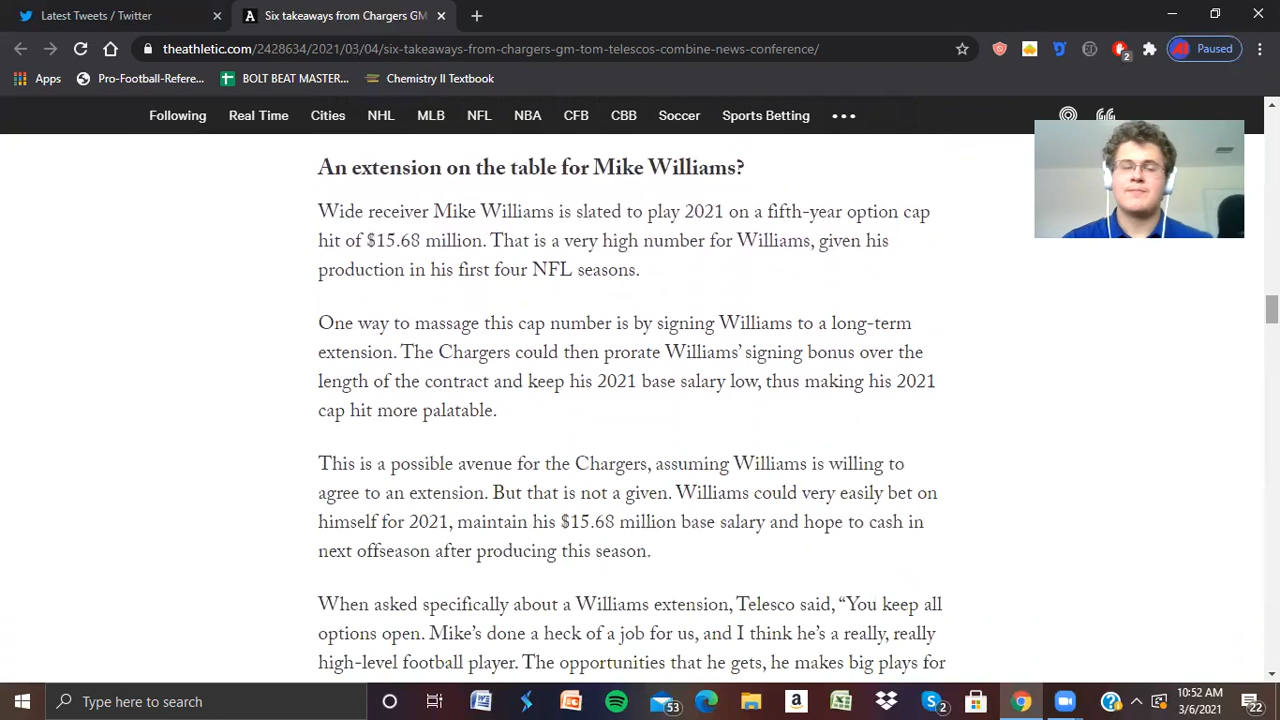 Latest Tweets / Twitter
Six takeaways from Chargers GM
theathletic.com/2428634/2021/03/04/six-takeaways-from-chargers-gm-tom-telescos-combine-news-conference/
2
Paused
Apps
Pro-Football-Refere...
BOLT BEAT MASTER...
Chemistry II Textbook
Following
Real Time
Cities
NHL
MLB
NFL
NBA
CFB
CBB
Soccer
Sports Betting
An extension on the table for Mike Williams?
Wide receiver Mike Williams is slated to play 2021 on a fifth-year option cap
hit of $15.68 million. That is a very high number for Williams, given his
production in his first four NFL seasons.
One way to massage this cap number is by signing Williams to a long-term
extension. The Chargers could then prorate Williams’ signing bonus over the
length of the contract and keep his 2021 base salary low, thus making his 2021
cap hit more palatable.
This is a possible avenue for the Chargers, assuming Williams is willing to
agree to an extension. But that is not a given. Williams could very easily bet on
himself for 2021, maintain his $15.68 million base salary and hope to cash in
next offseason after producing this season.
When asked specifically about a Williams extension, Telesco said, “You keep all
options open. Mike’s done a heck of a job for us, and I think he’s a really, really
high-level football player. The opportunities that he gets, he makes big plays for
Type here to search
53
2
10:52 AM
3/6/2021
22